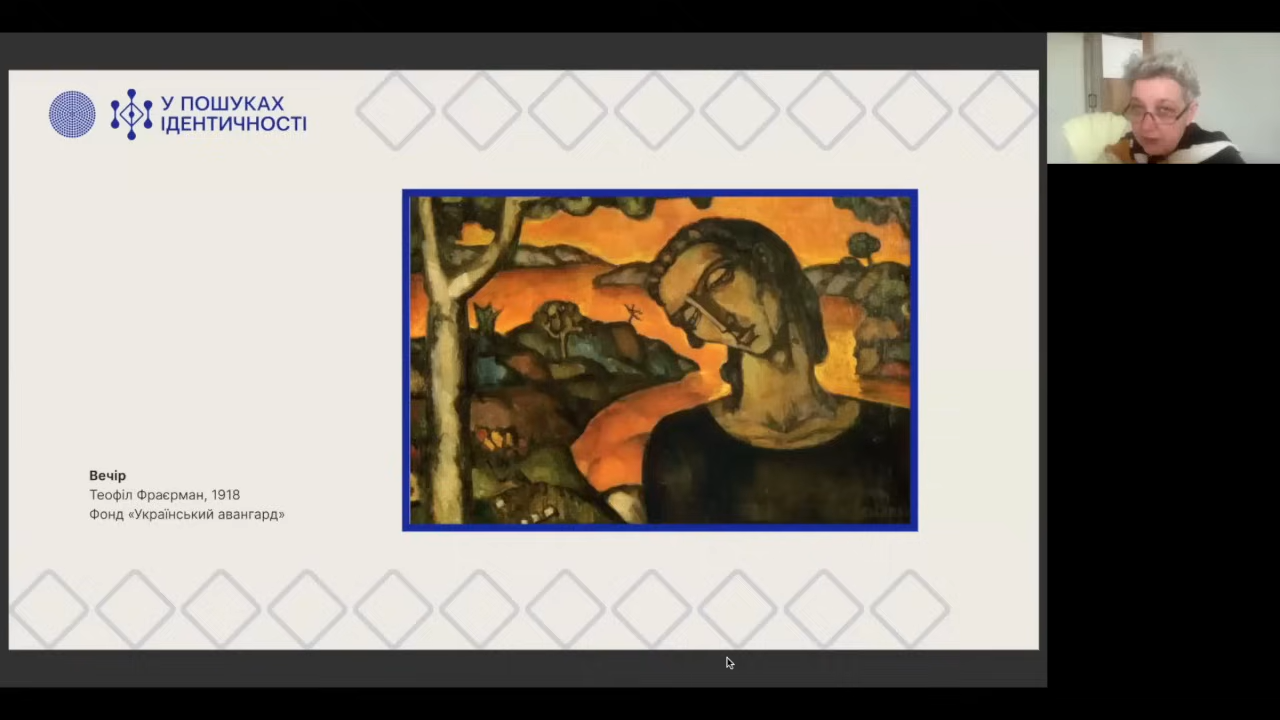 У ПОШУКАХ
ІДЕНТИЧНОСТІ
Вечір
Теофіл Фраєрман, 1918
Фонд «Український авангард»